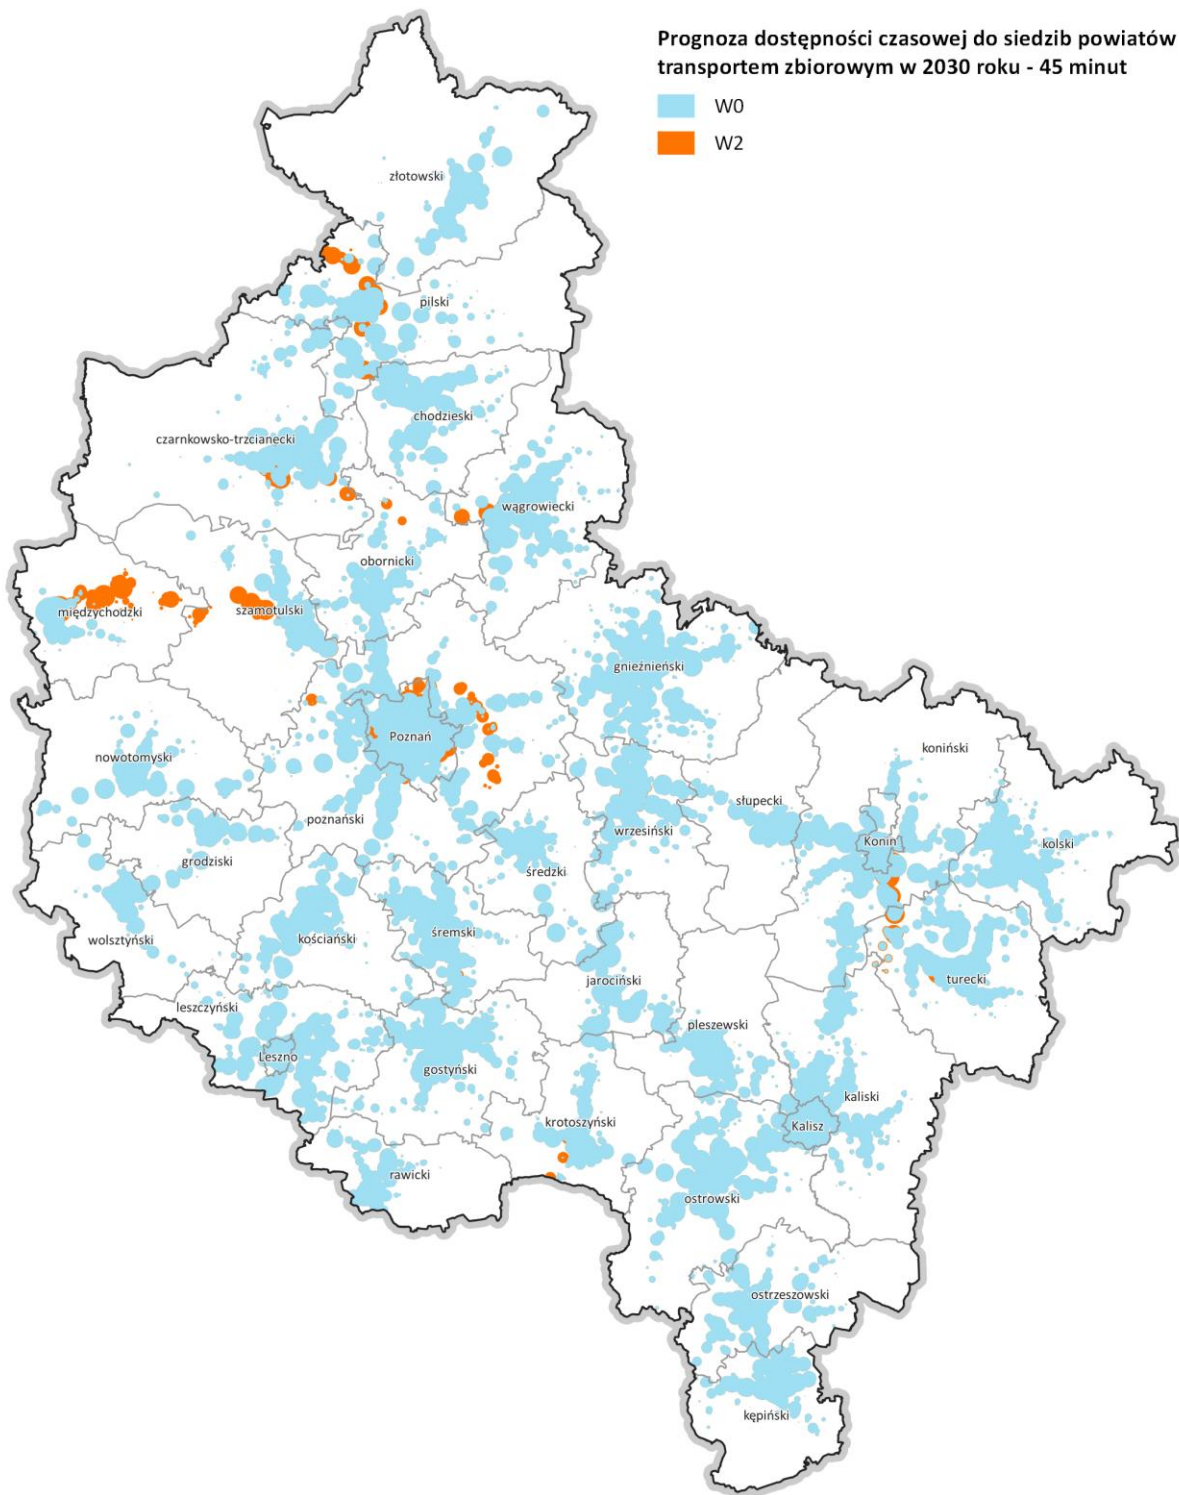 Prognoza dostępności czasowej do siedzib powiatów
transportem zbiorowym w 2030 roku - 45 minut
W0
W2
złotowski
pilski
chodzieski
czarnkowsko-trzcianecki
wągrowiecki
obornicki
międzychodzki
szamotulski
gnieźnieński
Poznań
nowotomyski
koniński
słupecki
poznański
wrzesiński
Konin
kolski
grodziski
średzki
wolsztyński
kościański
śremski
turecki
jarociński
leszczyński
pleszewski
Leszno
gostyński
kaliski
krotoszyński
Kalisz
rawicki
ostrowski
ostrzeszowski
kępiński